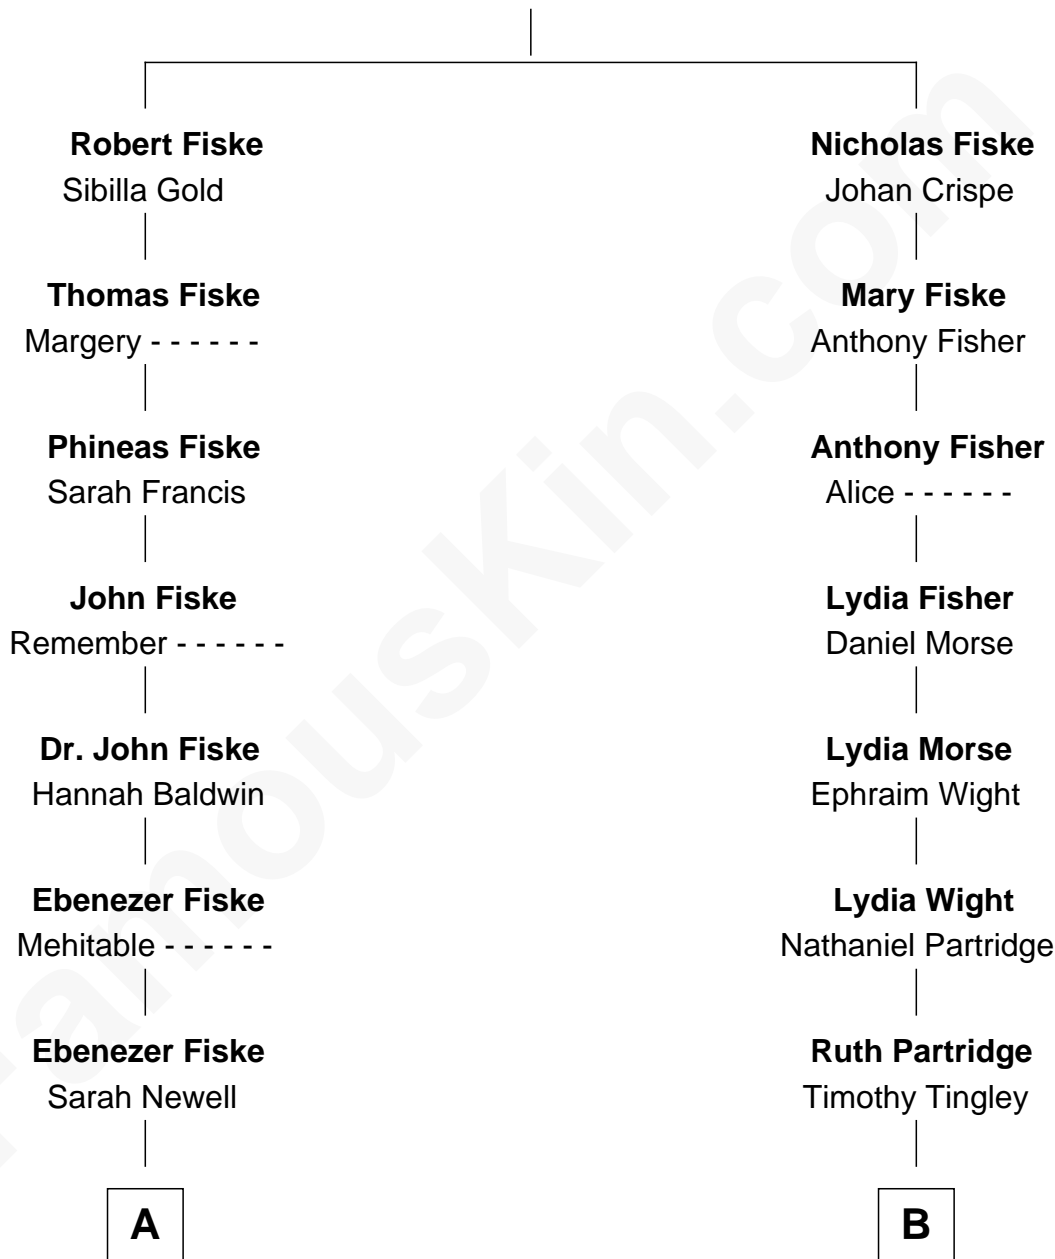 Robert Fiske
Sibilla Gold
Thomas Fiske
Margery - - - - - -
Phineas Fiske
Sarah Francis
John Fiske
Remember - - - - - -
Dr. John Fiske
Hannah Baldwin
Ebenezer Fiske
Mehitable - - - - - -
Ebenezer Fiske
Sarah Newell
A
Nicholas Fiske
Johan Crispe
Mary Fiske
Anthony Fisher
Anthony Fisher
Alice - - - - - -
Lydia Fisher
Daniel Morse
Lydia Morse
Ephraim Wight
Lydia Wight
Nathaniel Partridge
Ruth Partridge
Timothy Tingley
B
FamousKin.com